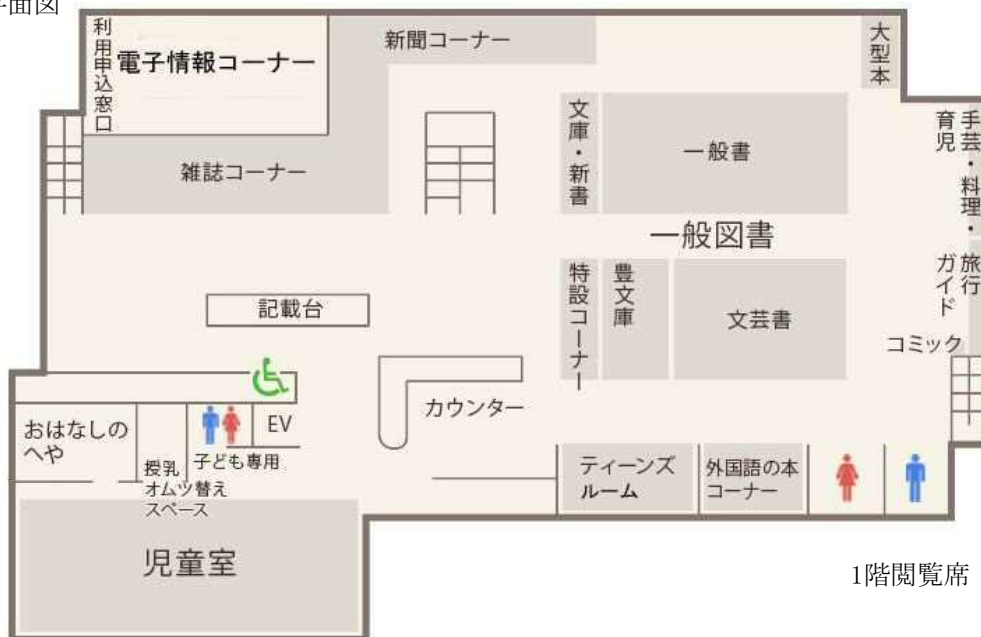 面図
利用申込窓口
電子情報コーナー
新聞コーナー
大型本
雑誌コーナー
文庫・新書
一般書
手芸・料理・
育児
一般図書
特設コーナー
豊文庫
文芸書
旅行
ガイド
記載台
コミック
カウンター
おはなしの
へや
EV
授乳
オムツ替え
スペース
子ども専用
ティーンズ
ルーム
外国語の本
コーナー
児童室
1階閲覧席